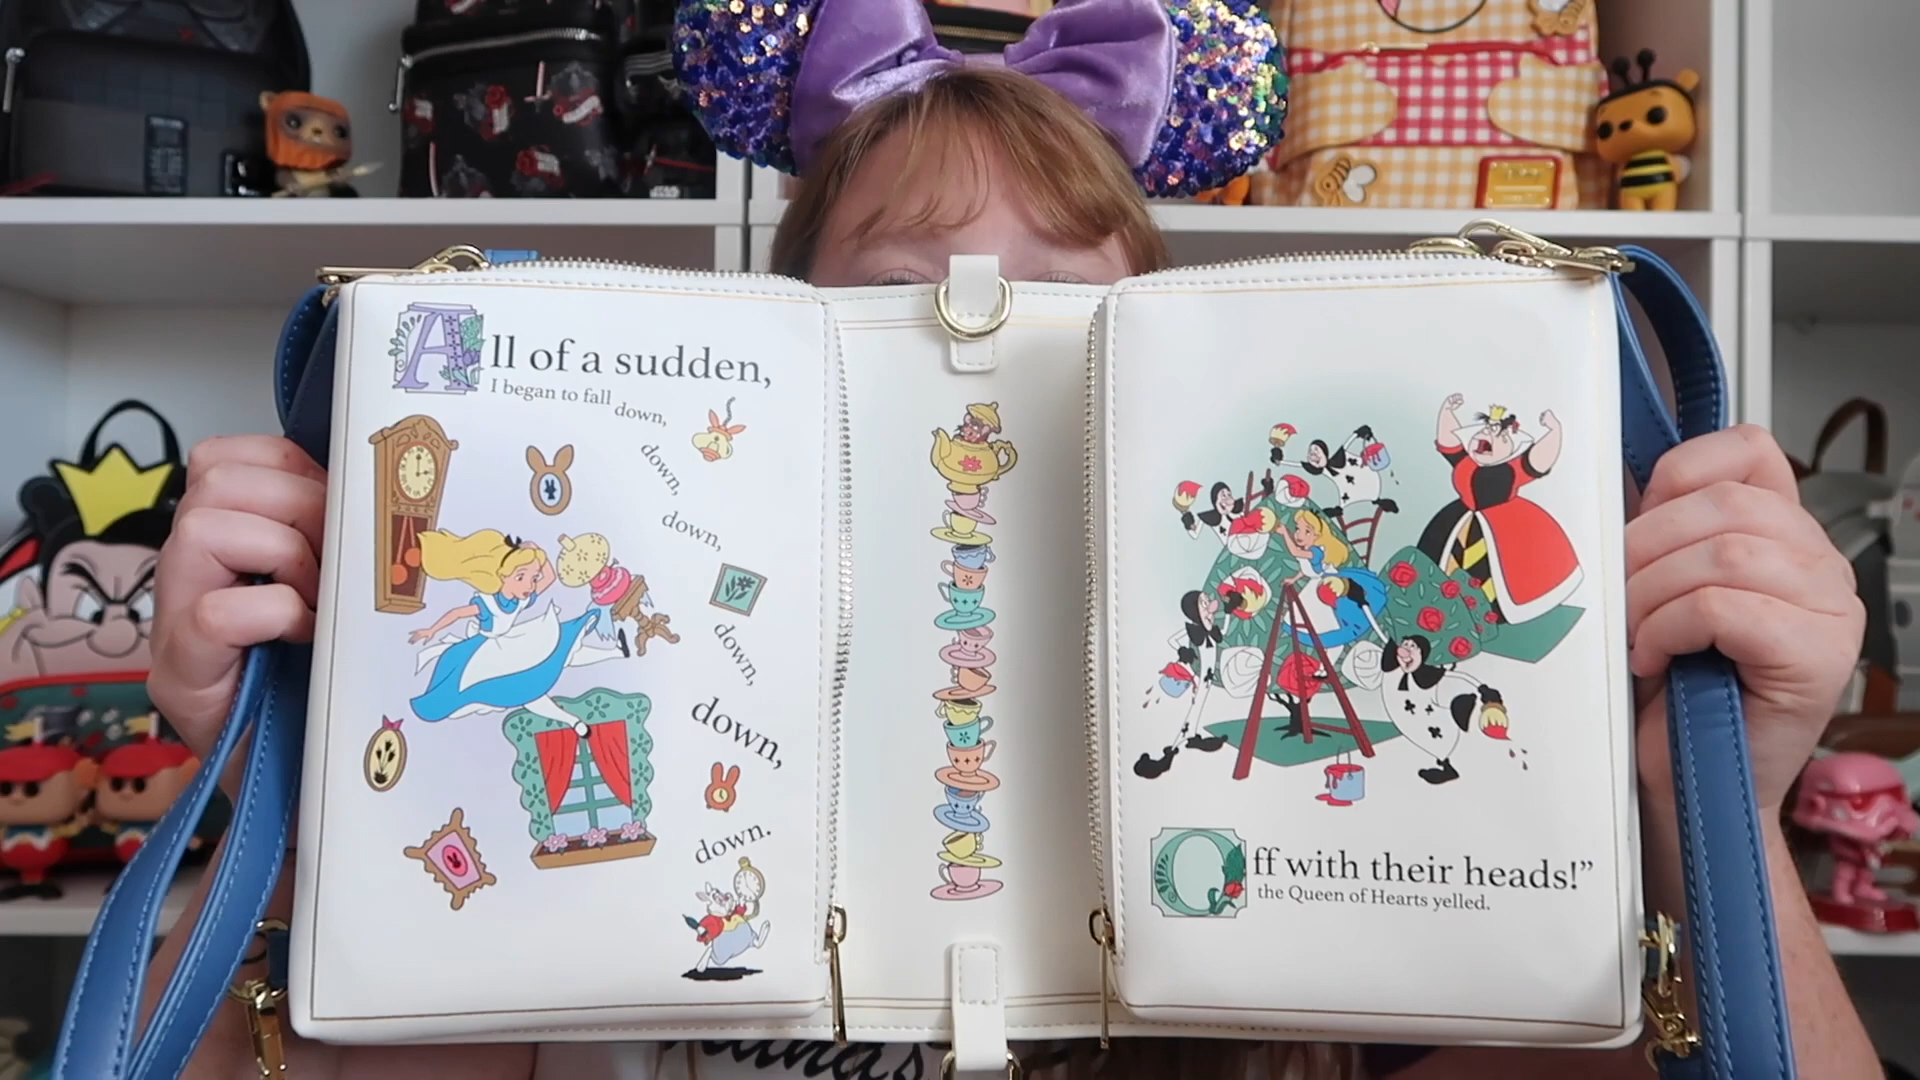 All of a sudden,
I began to fall down,
down,
down,
down,
down,
down.
Off with their heads!”
the Queen of Hearts yelled.